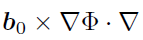 𝒃₀ × ∇Φ · ∇